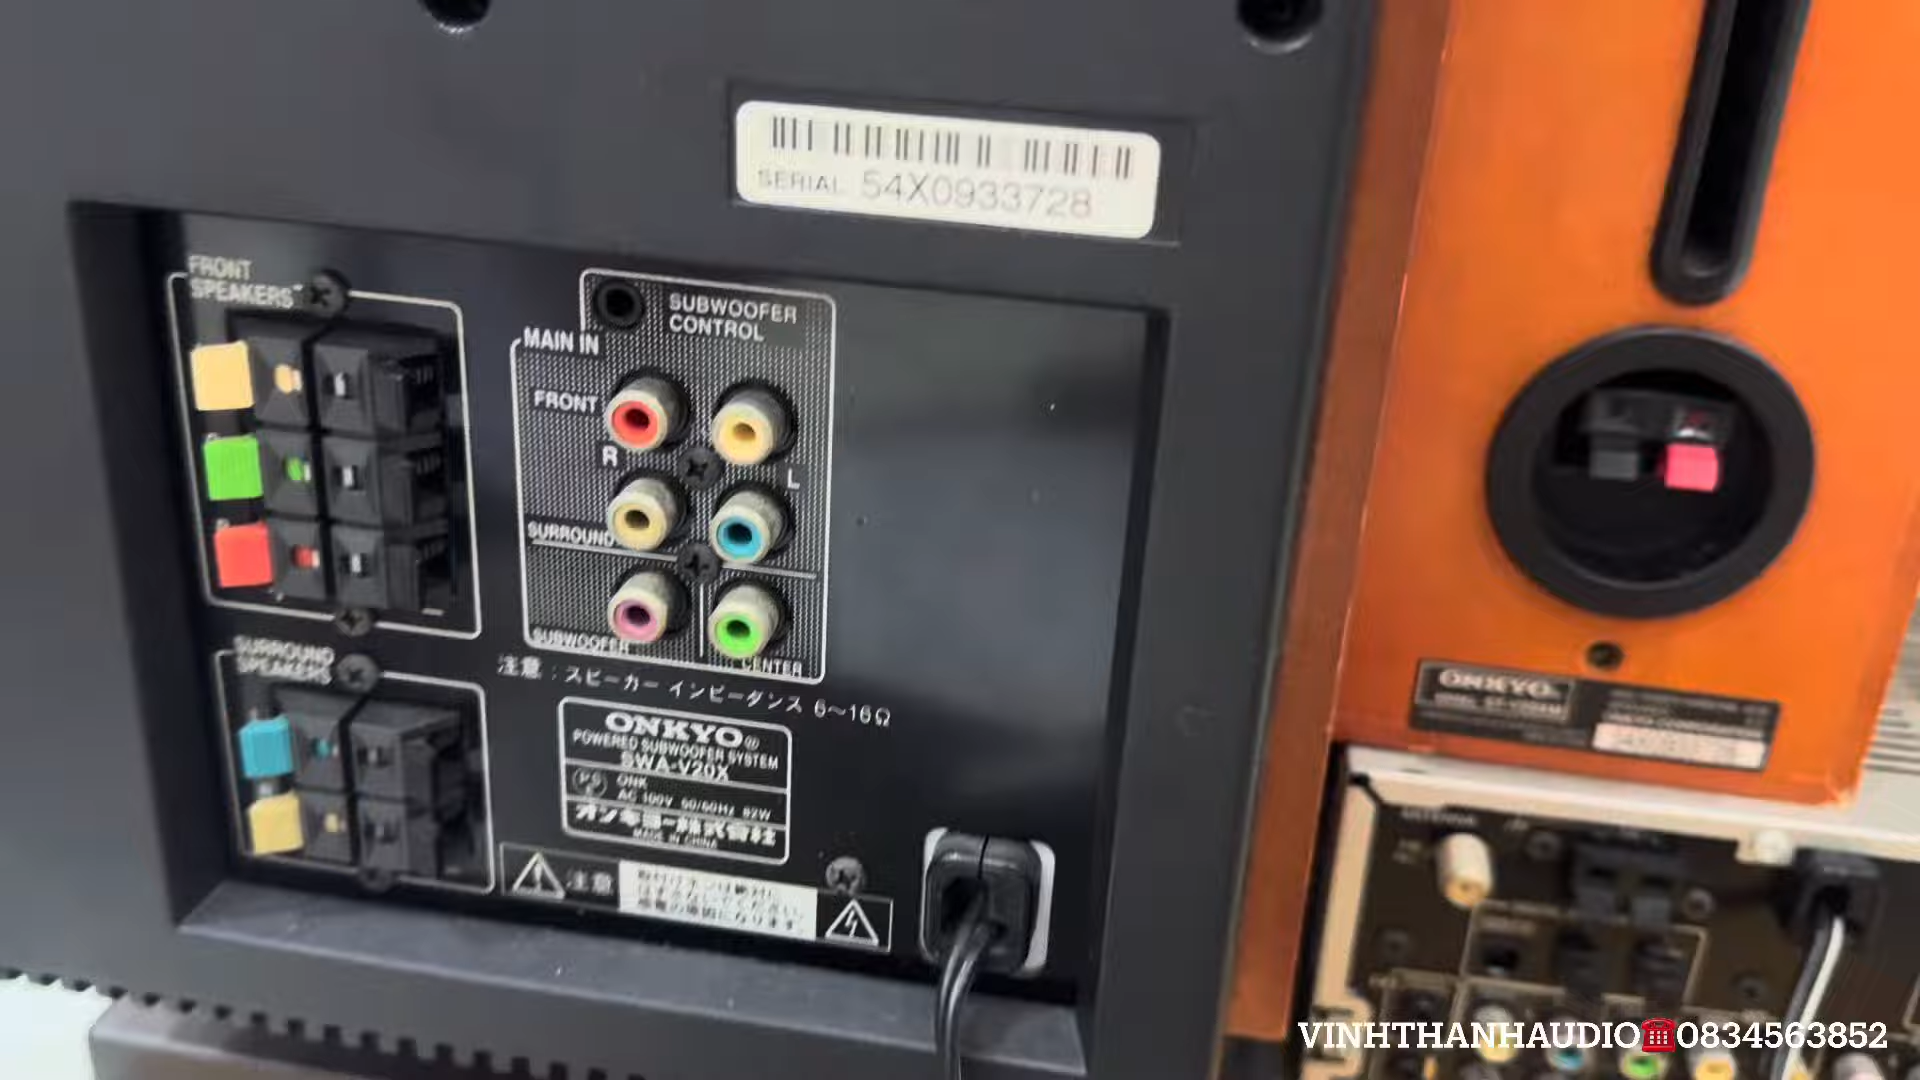 SERIAL 54X0933728
FRONT
SPEAKERS
SUBWOOFER
CONTROL
MAIN IN
FRONT
R
L
SURROUND
SUBWOOFER
CENTER
SURROUND
SPEAKERS
注意：スピーカー インピーダンス 6〜16Ω
ONKYO®
POWERED SUBWOOFER SYSTEM
SWA-V20X
PS ONK
AC 100V 50/60Hz 82W
オンキヨー株式会社
MADE IN CHINA
注意
ONKYO
ANTENNA
VINHTHANHAUDIO☎0834563852